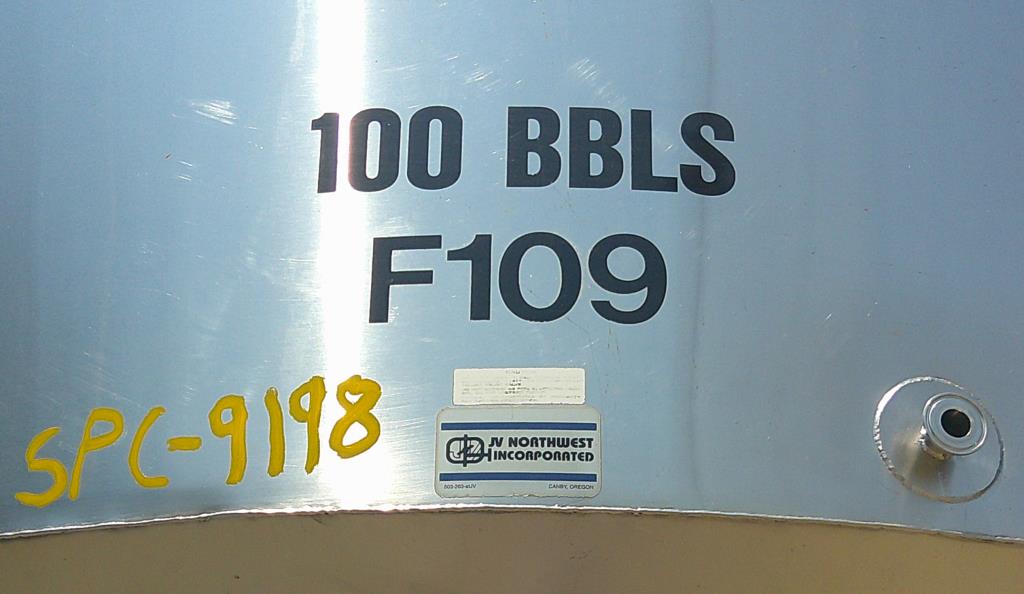 100 BBLS
F109
SPC-9198
JV NORTHWEST
INCORPORATED
CANBY, OREGON